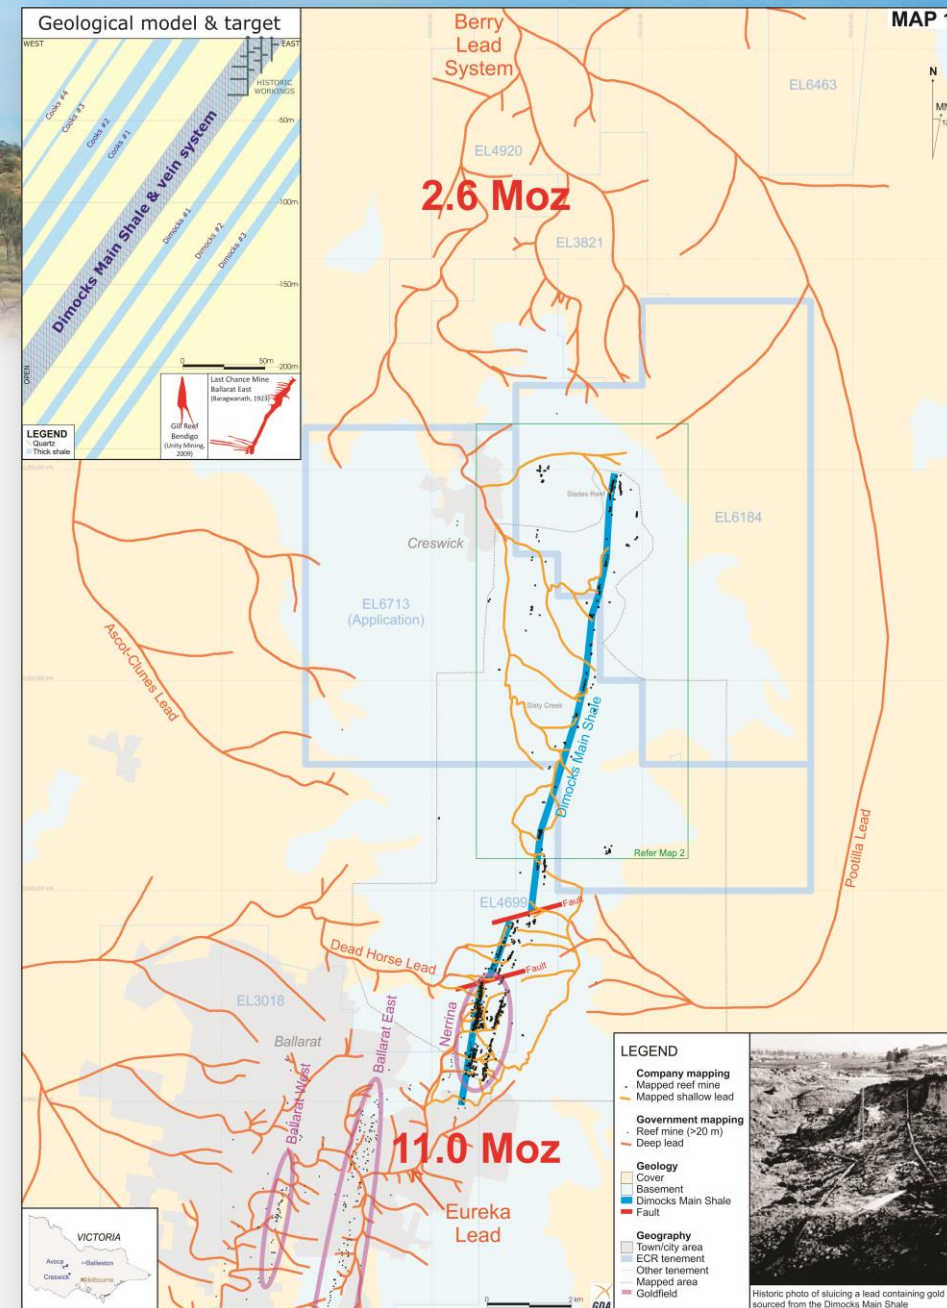 Geological model & target
WEST
EAST
HISTORIC
WORKINGS
Cooks #4
Cooks #3
Cooks #2
Cooks #1
-50m
-100m
-150m
-200m
Dimocks Main Shale & vein system
Dimocks #1
Dimocks #2
Dimocks #3
OPEN
0
50m
LEGEND
Quartz
Thick shale
Gill Reef
Bendigo
(Unity Mining,
2009)
Last Chance Mine
Ballarat East
(Baragwanath, 1923)
MAP 1
N
MN
Berry
Lead
System
EL6463
EL4920
2.6 Moz
EL3821
Slades Reef
EL6184
Creswick
EL6713
(Application)
Ascot-Clunes Lead
Slaty Creek
Dimocks Main Shale
Pootilla Lead
Refer Map 2
EL4699
Fault
Dead Horse Lead
Fault
EL3018
Ballarat
Nerrina
Ballarat East
Ballarat West
11.0 Moz
Eureka
Lead
VICTORIA
Avoca
Bailieston
Creswick
Melbourne
0
2 km
GDA
LEGEND
Company mapping
Mapped reef mine
Mapped shallow lead
Government mapping
Reef mine (>20 m)
Deep lead
Geology
Cover
Basement
Dimocks Main Shale
Fault
Geography
Town/city area
ECR tenement
Other tenement
Mapped area
Goldfield
Historic photo of sluicing a lead containing gold
sourced from the Dimocks Main Shale